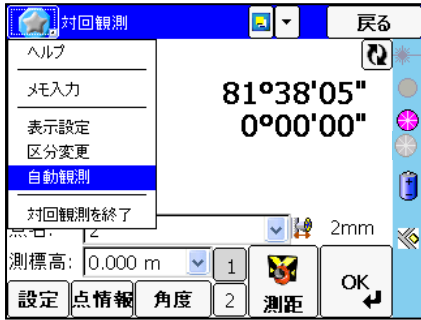 対回観測
戻る
ヘルプ
メモ入力
表示設定
区分変更
自動観測
対回観測を終了
81°38'05"
0°00'00"
点名: 2
2mm
測標高: 0.000 m
1
2
測距
OK
設定
点情報
角度